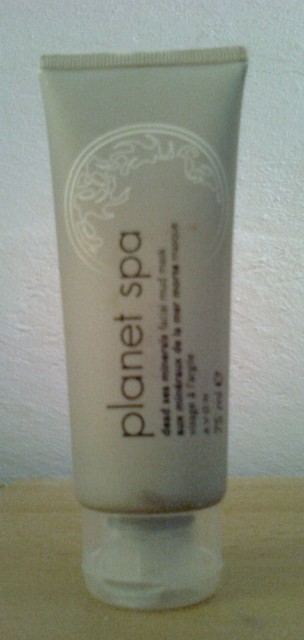 planet spa
dead sea minerals facial mud mask
aux minéraux de la mer morte masque
visage à l'argile
AVON
75 ml e